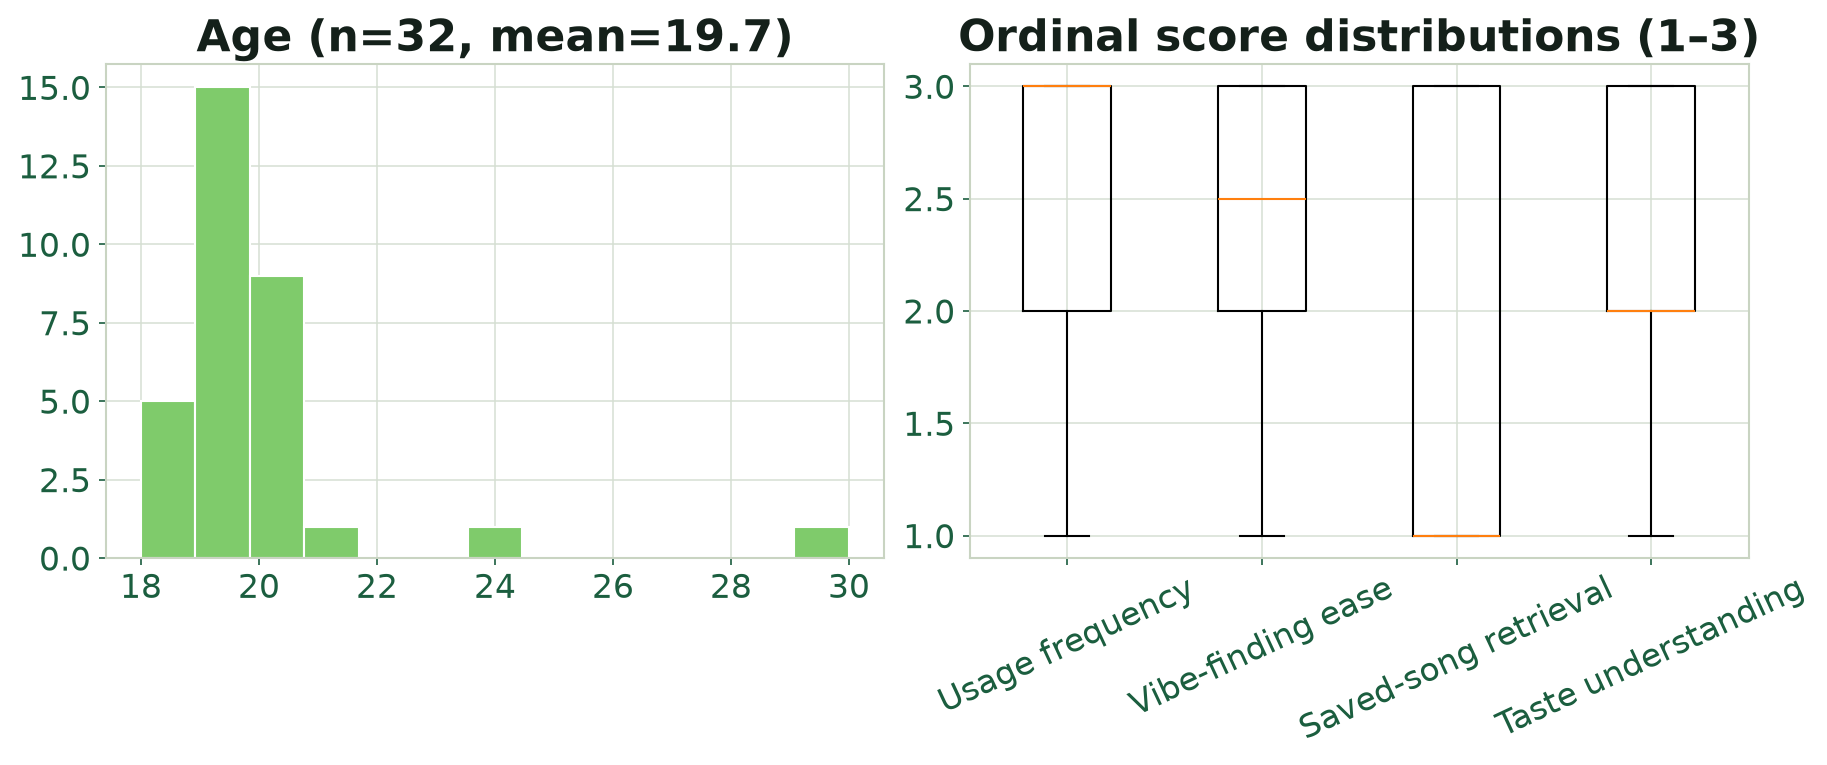 Age (n=32, mean=19.7)
15.0
12.5
10.0
7.5
5.0
2.5
0.0
18 20 22 24 26 28 30
Ordinal score distributions (1–3)
3.0
2.5
2.0
1.5
1.0
Usage frequency
Vibe-finding ease
Saved-song retrieval
Taste understanding